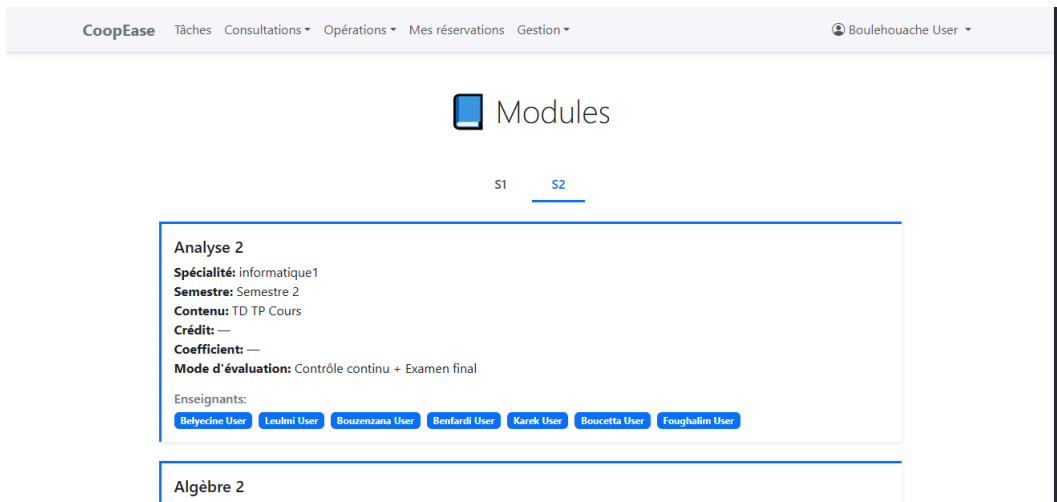 CoopEase Tâches Consultations Opérations Mes réservations Gestion Boulehouache User
Modules
S1 S2
Analyse 2
Spécialité: informatique1
Semestre: Semestre 2
Contenu: TD TP Cours
Crédit: —
Coefficient: —
Mode d'évaluation: Contrôle continu + Examen final
Enseignants:
Belyecine User Leulmi User Bouzenzana User Benfardi User Karek User Boucetta User Foughalim User
Algèbre 2